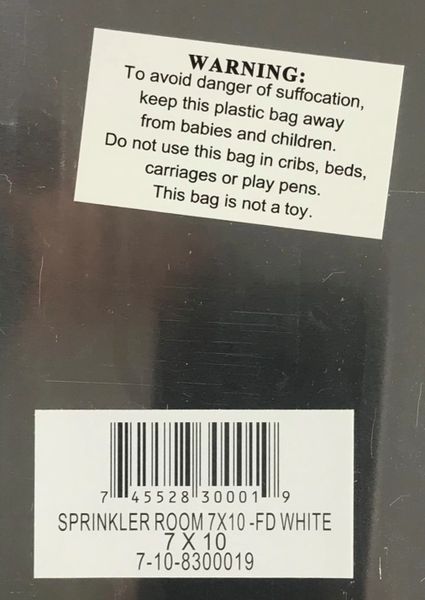 WARNING:
To avoid danger of suffocation,
keep this plastic bag away
from babies and children.
Do not use this bag in cribs, beds,
carriages or play pens.
This bag is not a toy.
7 45528 30001 9
SPRINKLER ROOM 7X10 -FD WHITE
7 X 10
7-10-8300019